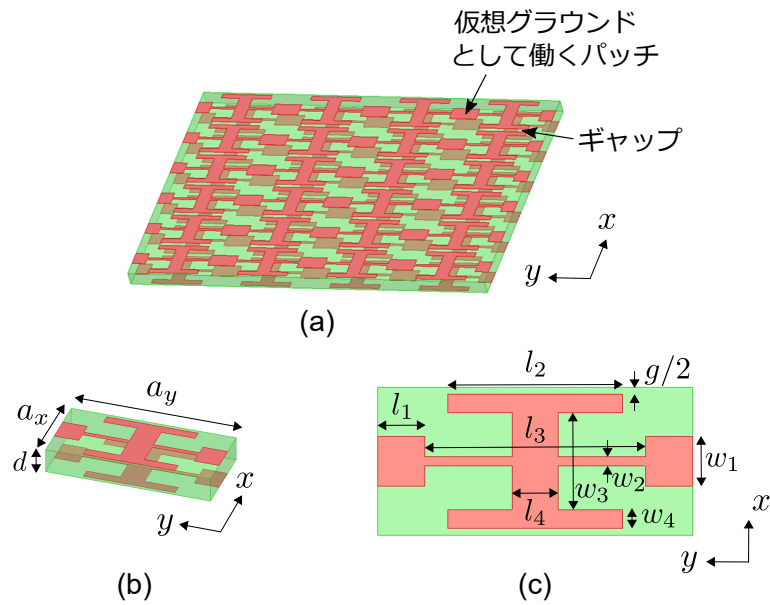 仮想グラウンド
として働くパッチ
ギャップ
x
y
(a)
a_y
a_x
d
x
y
(b)
l_2
g/2
l_1
l_3
w_1
w_2
w_3
l_4
w_4
x
y
(c)